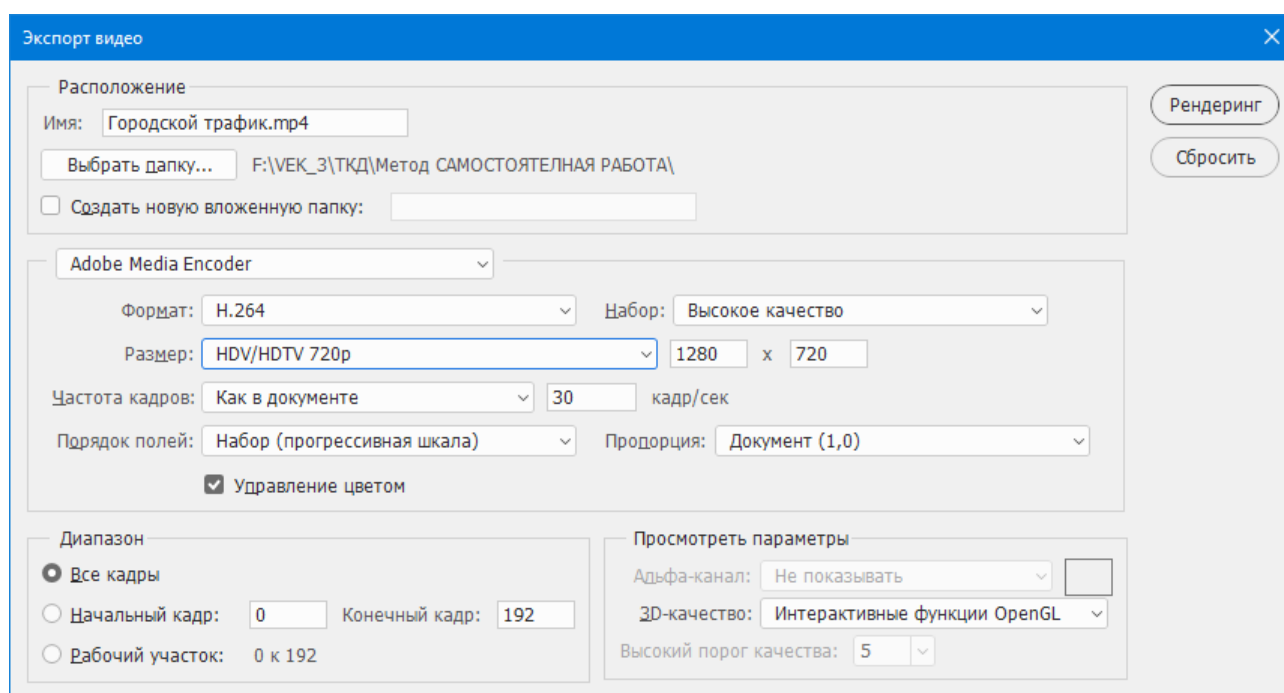 Экспорт видео
Расположение
Рендеринг
Имя: Городской трафик.mp4
Выбрать папку... F:\VEK_3\ТКД\Метод САМОСТОЯТЕЛНАЯ РАБОТА\
Сбросить
Создать новую вложенную папку:
Adobe Media Encoder
Формат: H.264 Набор: Высокое качество
Размер: HDV/HDTV 720p 1280 x 720
Частота кадров: Как в документе 30 кадр/сек
Порядок полей: Набор (прогрессивная шкала) Пропорция: Документ (1,0)
Управление цветом
Диапазон
Все кадры
Начальный кадр: 0 Конечный кадр: 192
Рабочий участок: 0 к 192
Просмотреть параметры
Альфа-канал: Не показывать
3D-качество: Интерактивные функции OpenGL
Высокий порог качества: 5